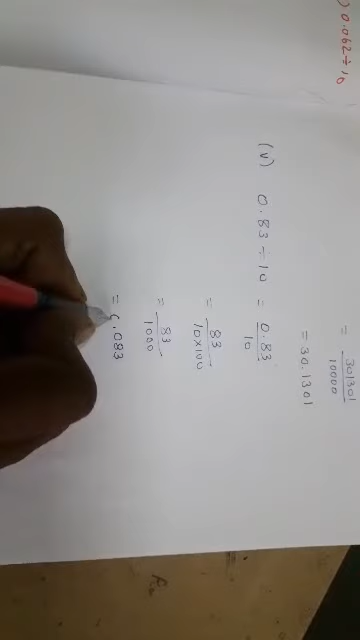 = 301301/10000
= 30.1301
(v) 0.83 ÷ 10 = 0.83/10
= 83/10×100
= 83/1000
= 0.083
) 0.062 ÷ 10